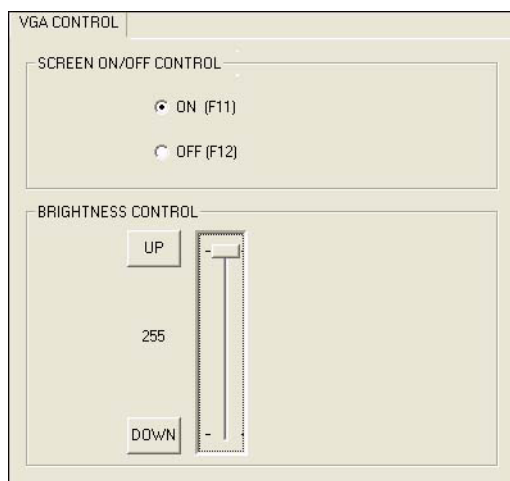 VGA CONTROL
SCREEN ON/OFF CONTROL
ON (F11)
OFF (F12)
BRIGHTNESS CONTROL
UP
255
DOWN